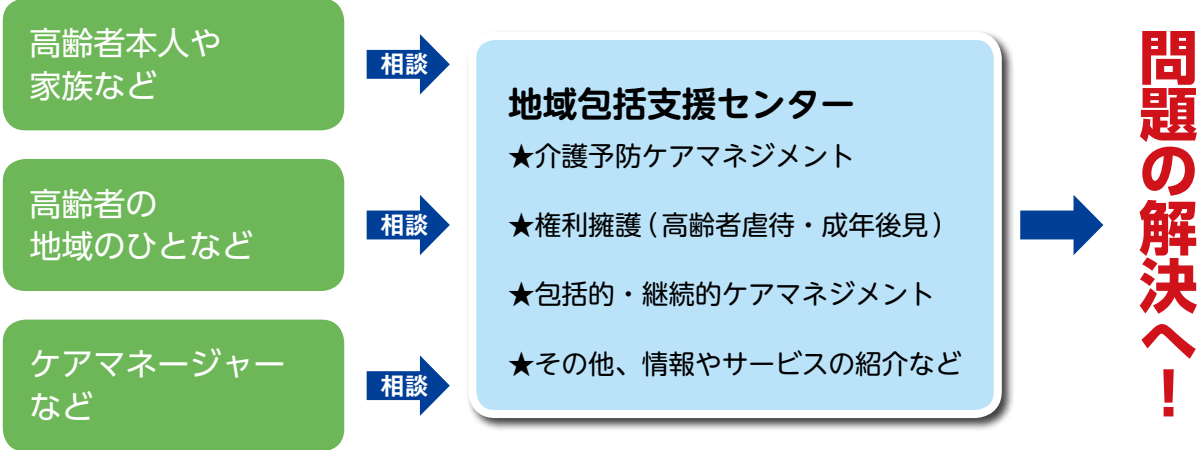 高齢者本人や
家族など
相談
高齢者の
地域のひとなど
相談
ケアマネージャー
など
相談
地域包括支援センター
★介護予防ケアマネジメント
★権利擁護(高齢者虐待・成年後見)
★包括的・継続的ケアマネジメント
★その他、情報やサービスの紹介など
問題の解決へ!